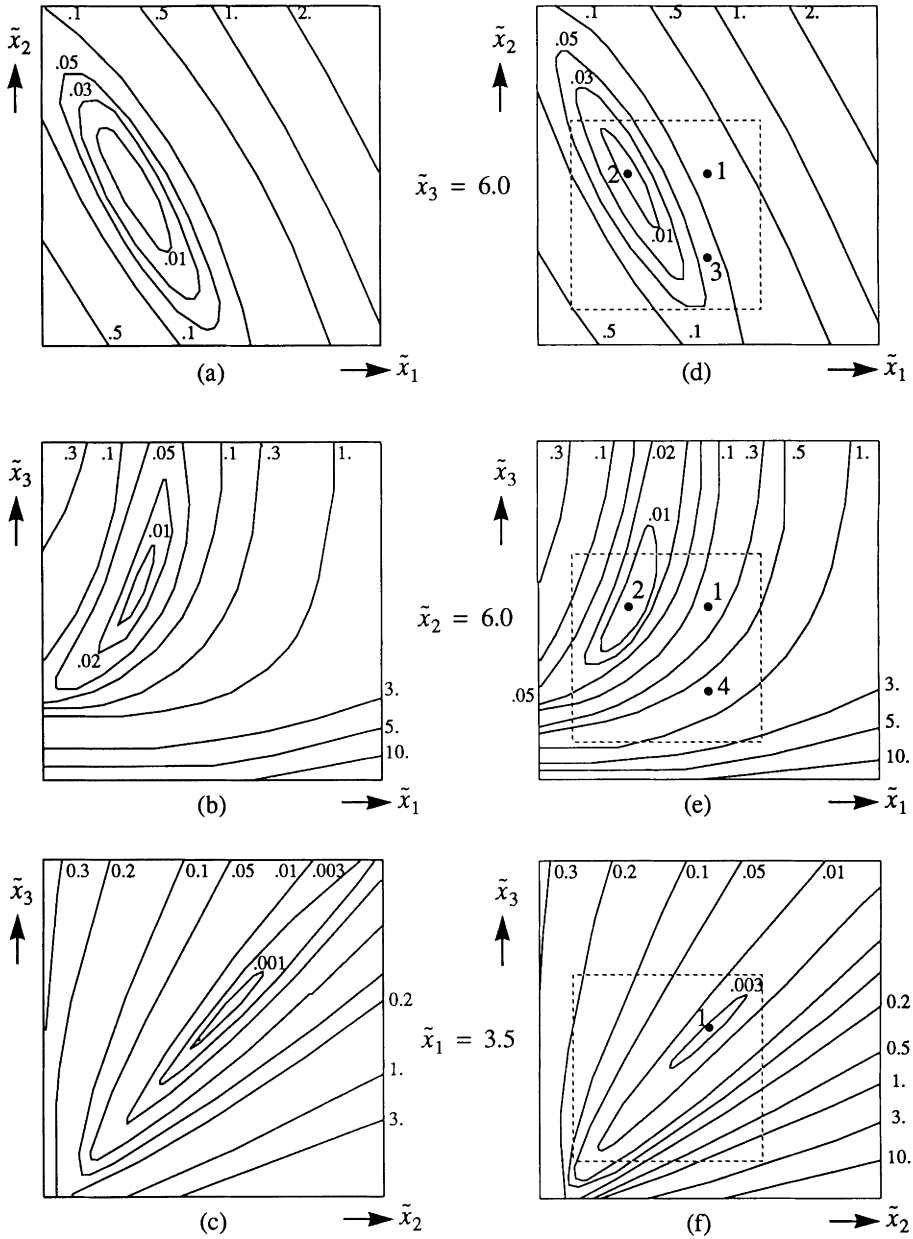 .1 .5 1. 2.
x̃₂
.05
.03
.01
.5 .1
(a) x̃₁
x̃₃ = 6.0
.1 .5 1. 2.
x̃₂
.05
.03
2 1
.01 3
.5 .1
(d) x̃₁
.3 .1 .05 .1 .3 1.
x̃₃
.01
.02
3.
5.
10.
(b) x̃₁
x̃₂ = 6.0
.3 .1 .02 .1 .3 .5 1.
x̃₃
.01
2 1
4
.05 3.
5.
10.
(e) x̃₁
0.3 0.2 0.1 .05 .01 .003
x̃₃
.001
0.2
1.
3.
(c) x̃₂
x̃₁ = 3.5
0.3 0.2 0.1 .05 .01
x̃₃
.003
1
0.2
0.5
1.
3.
10.
(f) x̃₂